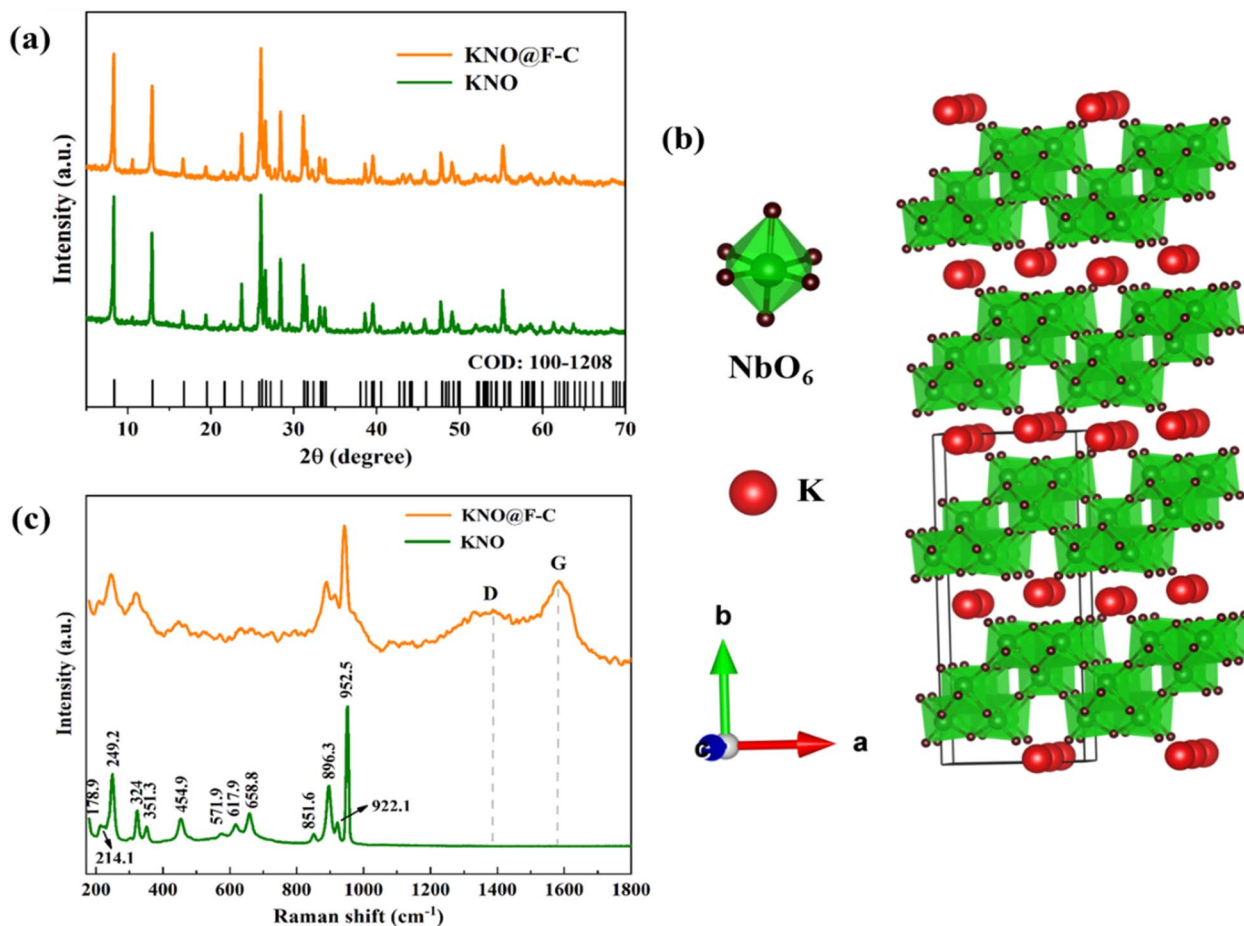 (a)
KNO@F-C
KNO
COD: 100-1208
Intensity (a.u.)
10 20 30 40 50 60 70
2θ (degree)
(b)
NbO6
K
b
a
c
(c)
KNO@F-C
KNO
D
G
178.9
214.1
249.2
324
351.3
454.9
571.9
617.9
658.8
851.6
896.3
922.1
952.5
Intensity (a.u.)
200 400 600 800 1000 1200 1400 1600 1800
Raman shift (cm-1)